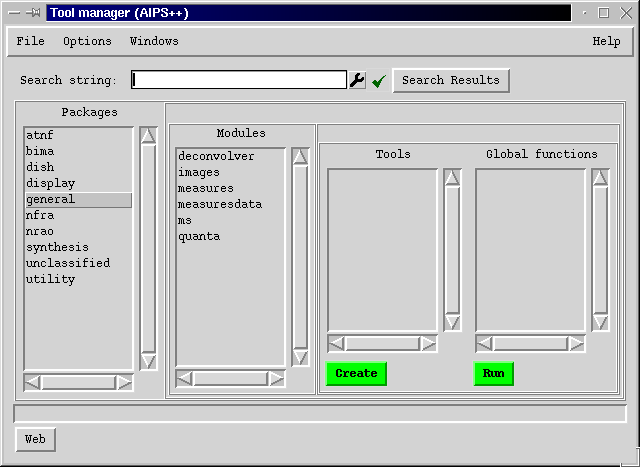 Tool manager (AIPS++)
File Options Windows Help
Search string: Search Results
Packages
atnf
bima
dish
display
general
nfra
nrao
synthesis
unclassified
utility
Modules
deconvolver
images
measures
measuresdata
ms
quanta
Tools
Global functions
Create
Run
Web